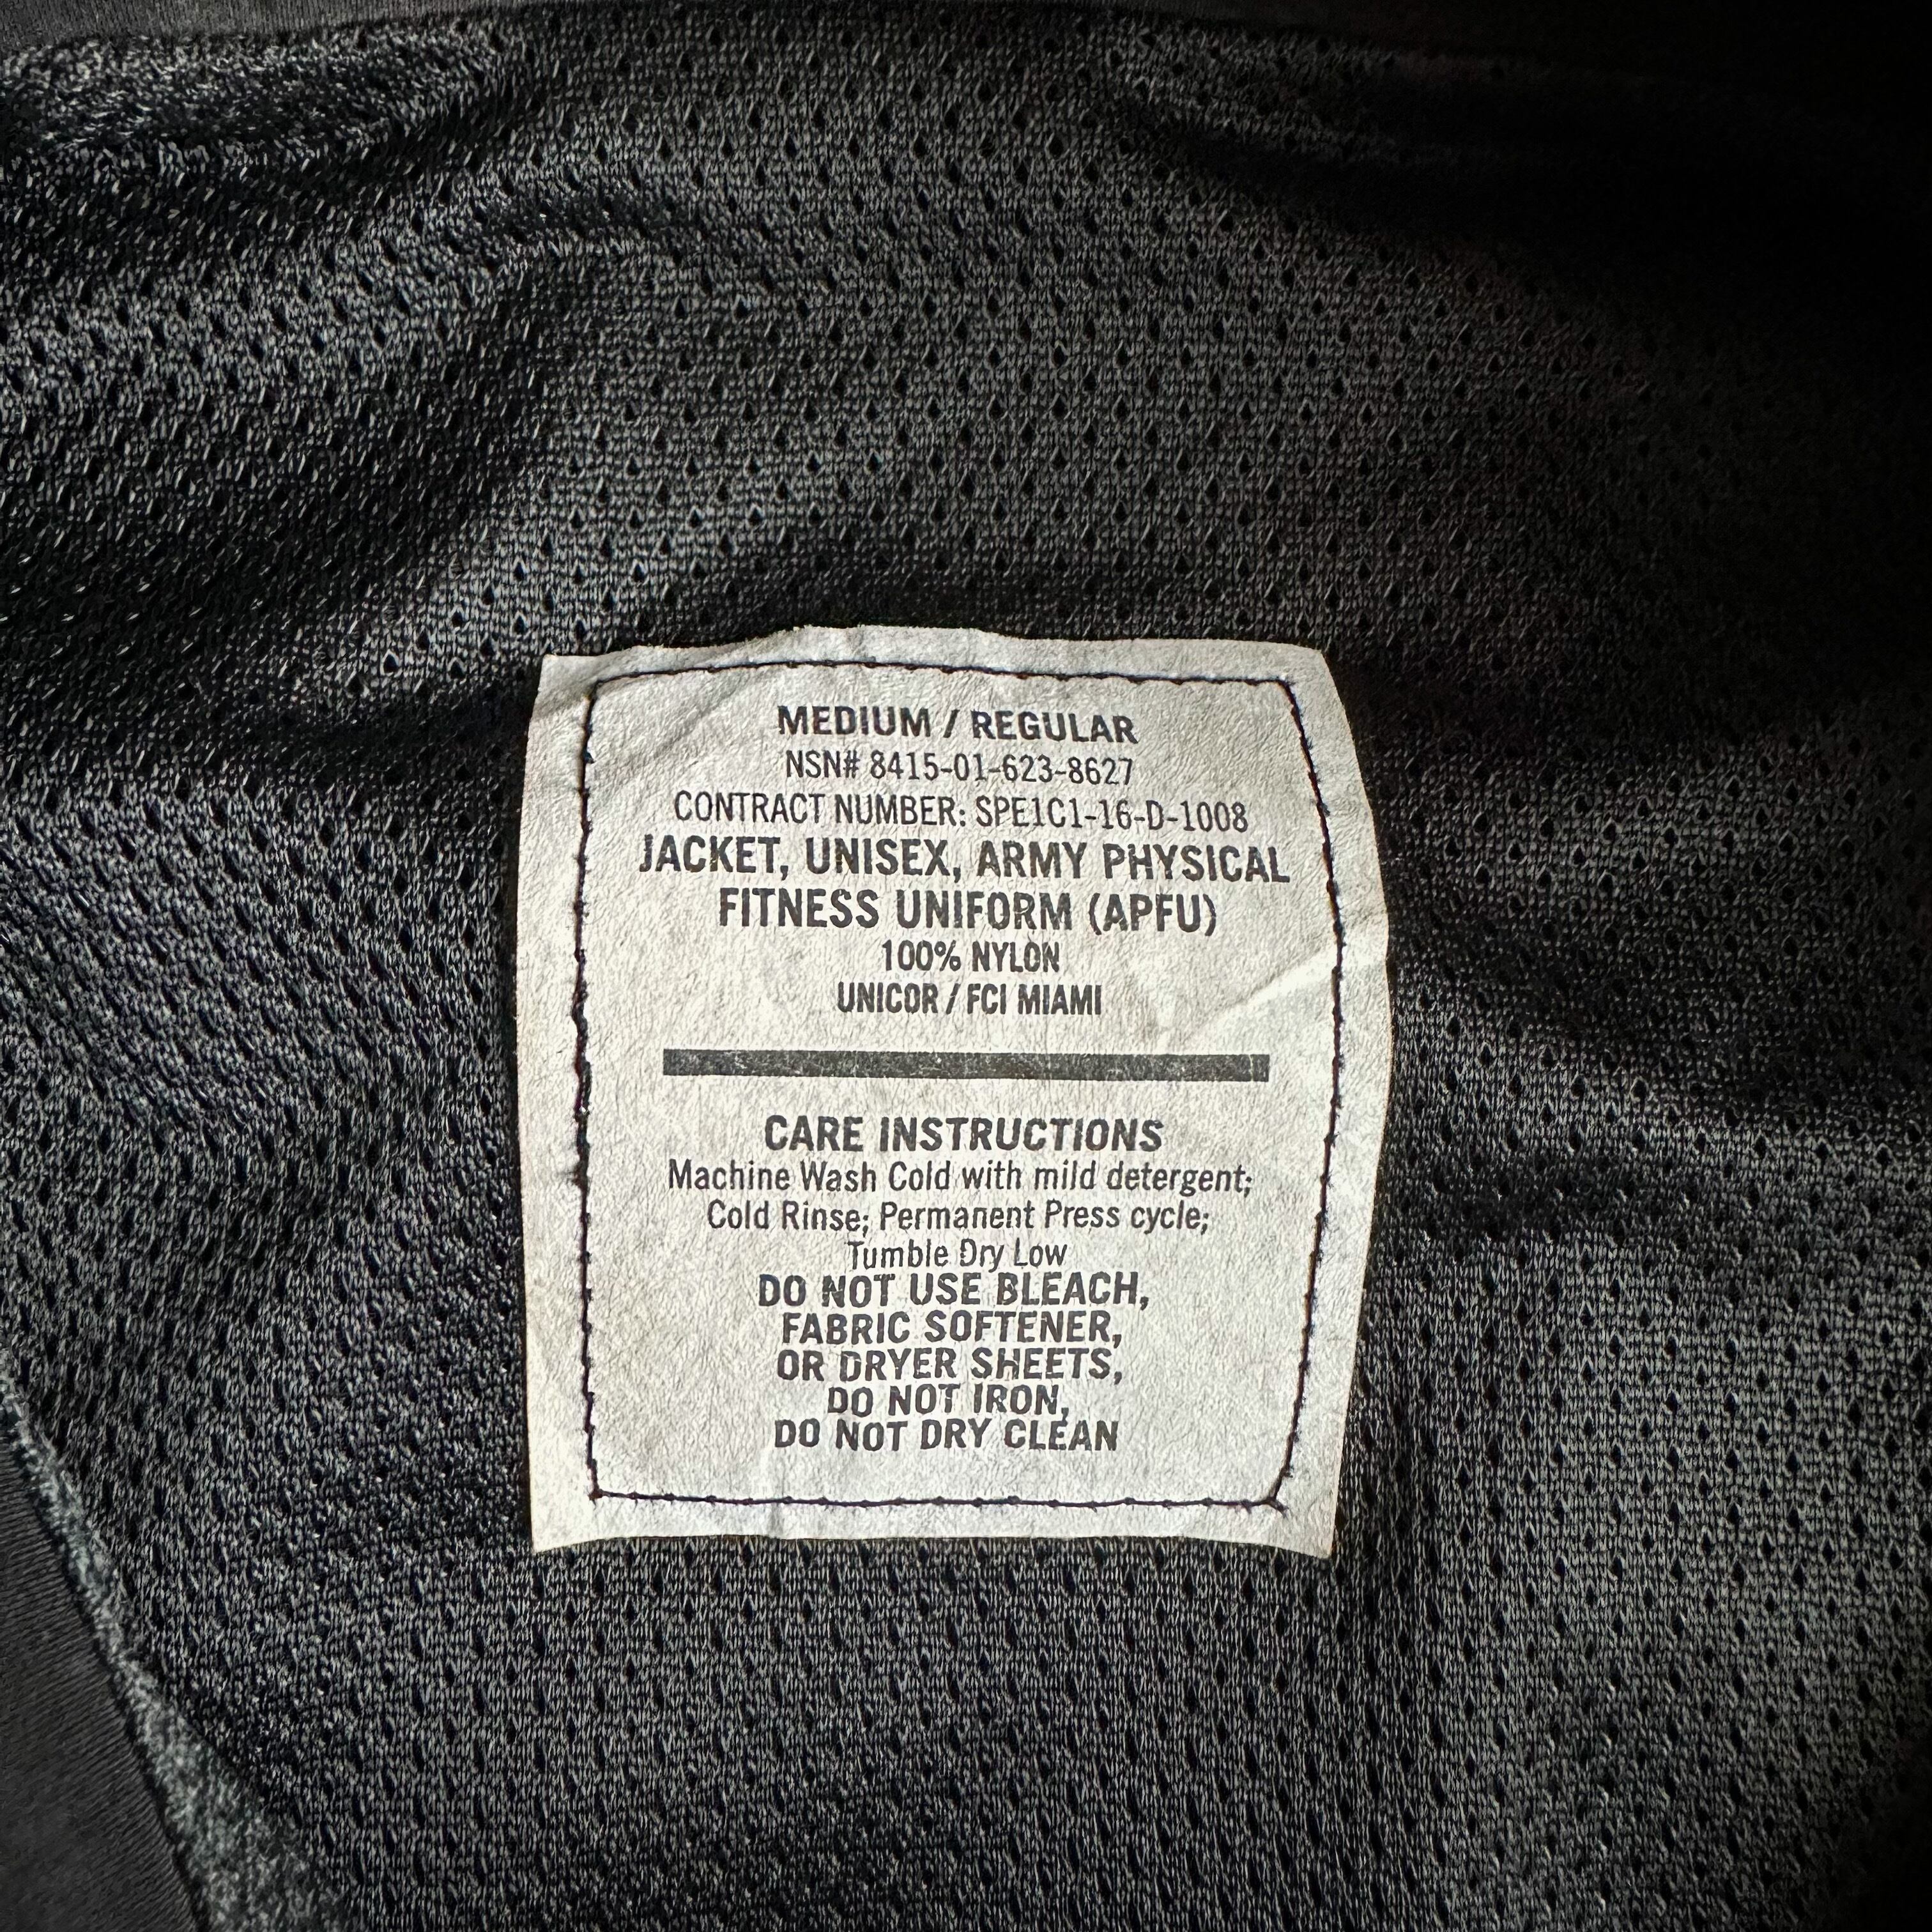 MEDIUM / REGULAR
NSN# 8415-01-623-8627
CONTRACT NUMBER: SPE1C1-16-D-1008
JACKET, UNISEX, ARMY PHYSICAL
FITNESS UNIFORM (APFU)
100% NYLON
UNICOR / FCI MIAMI
CARE INSTRUCTIONS
Machine Wash Cold with mild detergent;
Cold Rinse; Permanent Press cycle;
Tumble Dry Low
DO NOT USE BLEACH,
FABRIC SOFTENER,
OR DRYER SHEETS,
DO NOT IRON,
DO NOT DRY CLEAN